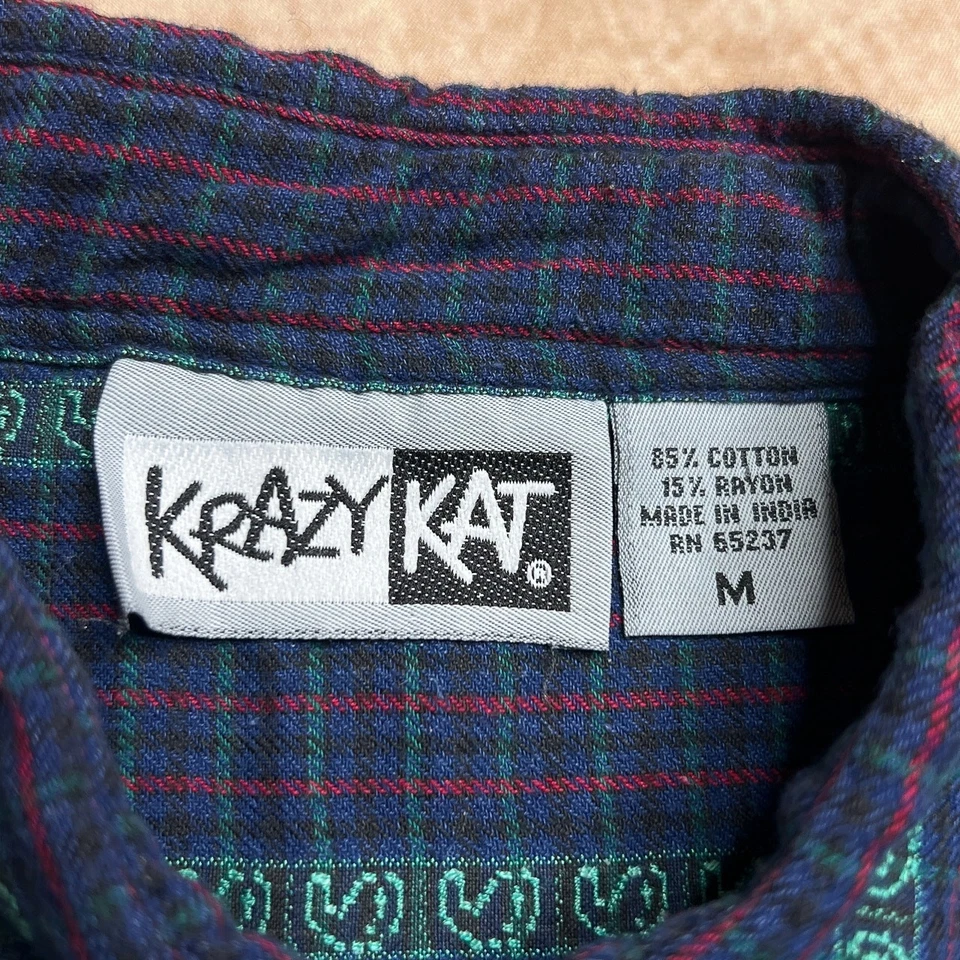 KRAZY KAT ®
85% COTTON
15% RAYON
MADE IN INDIA
RN 65237
M